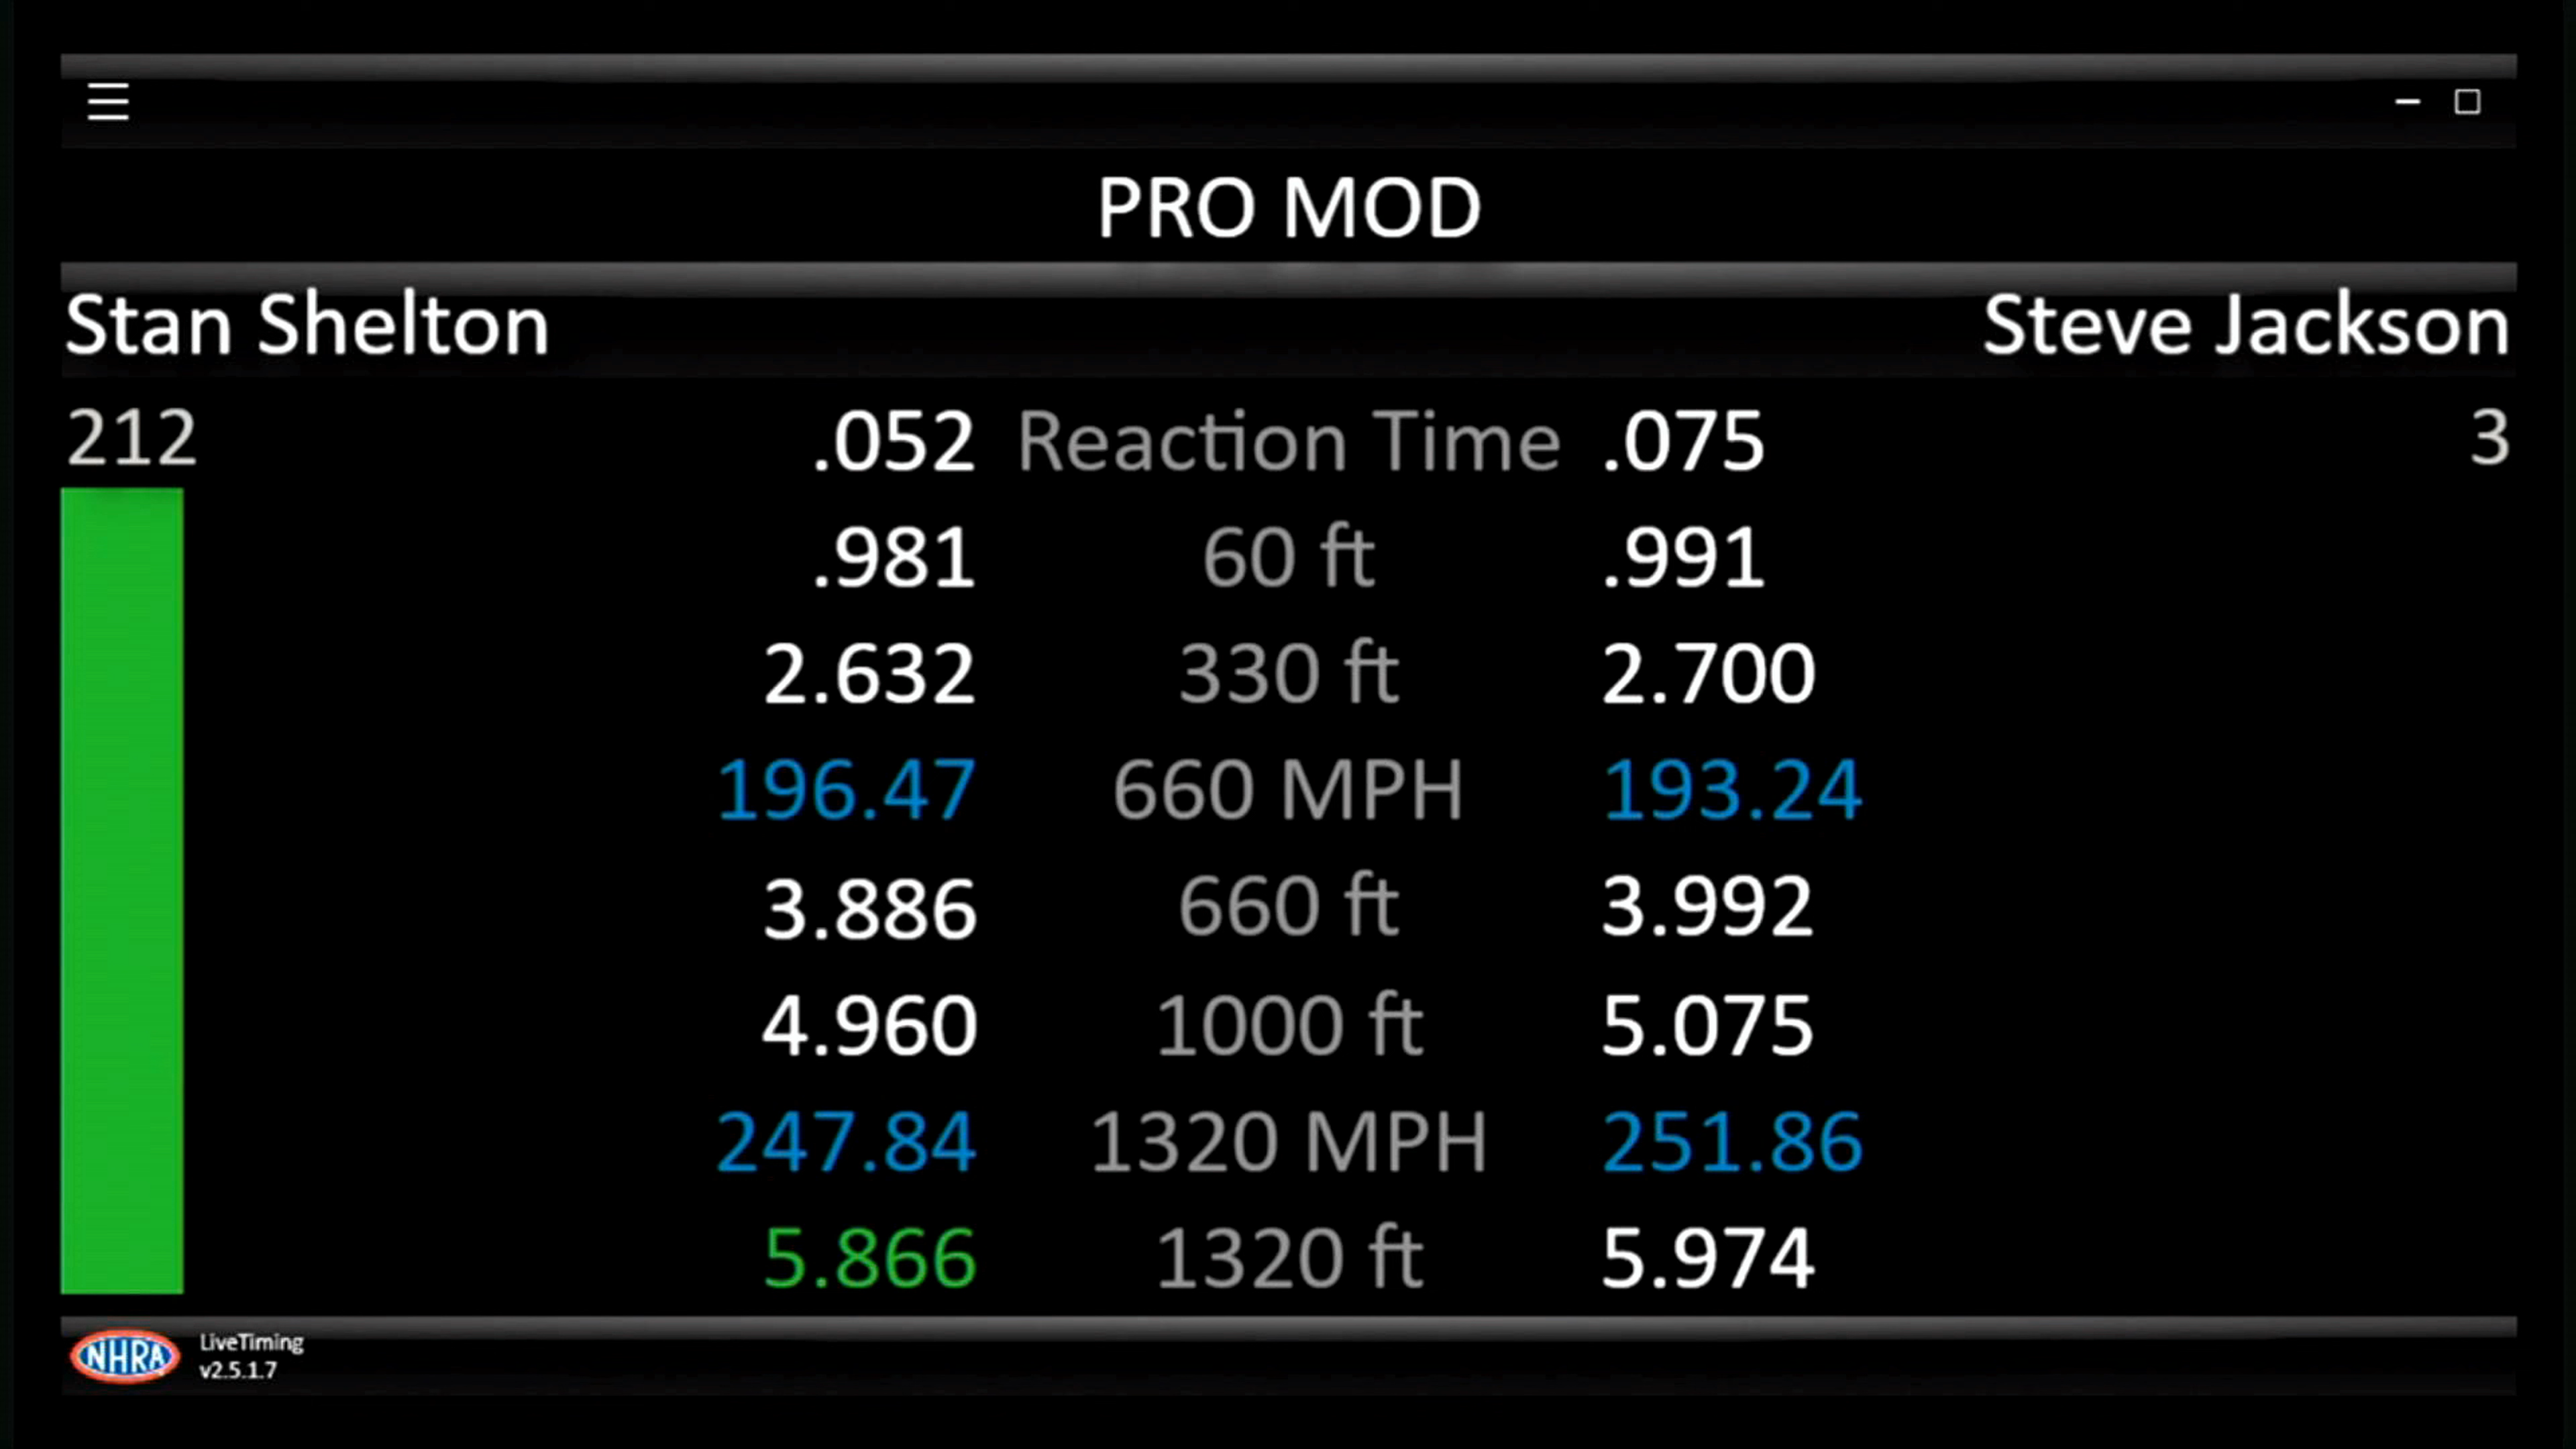 PRO MOD
Stan Shelton Steve Jackson
212 .052 Reaction Time .075 3
.981 60 ft .991
2.632 330 ft 2.700
196.47 660 MPH 193.24
3.886 660 ft 3.992
4.960 1000 ft 5.075
247.84 1320 MPH 251.86
5.866 1320 ft 5.974
NHRA LiveTiming
v2.5.1.7